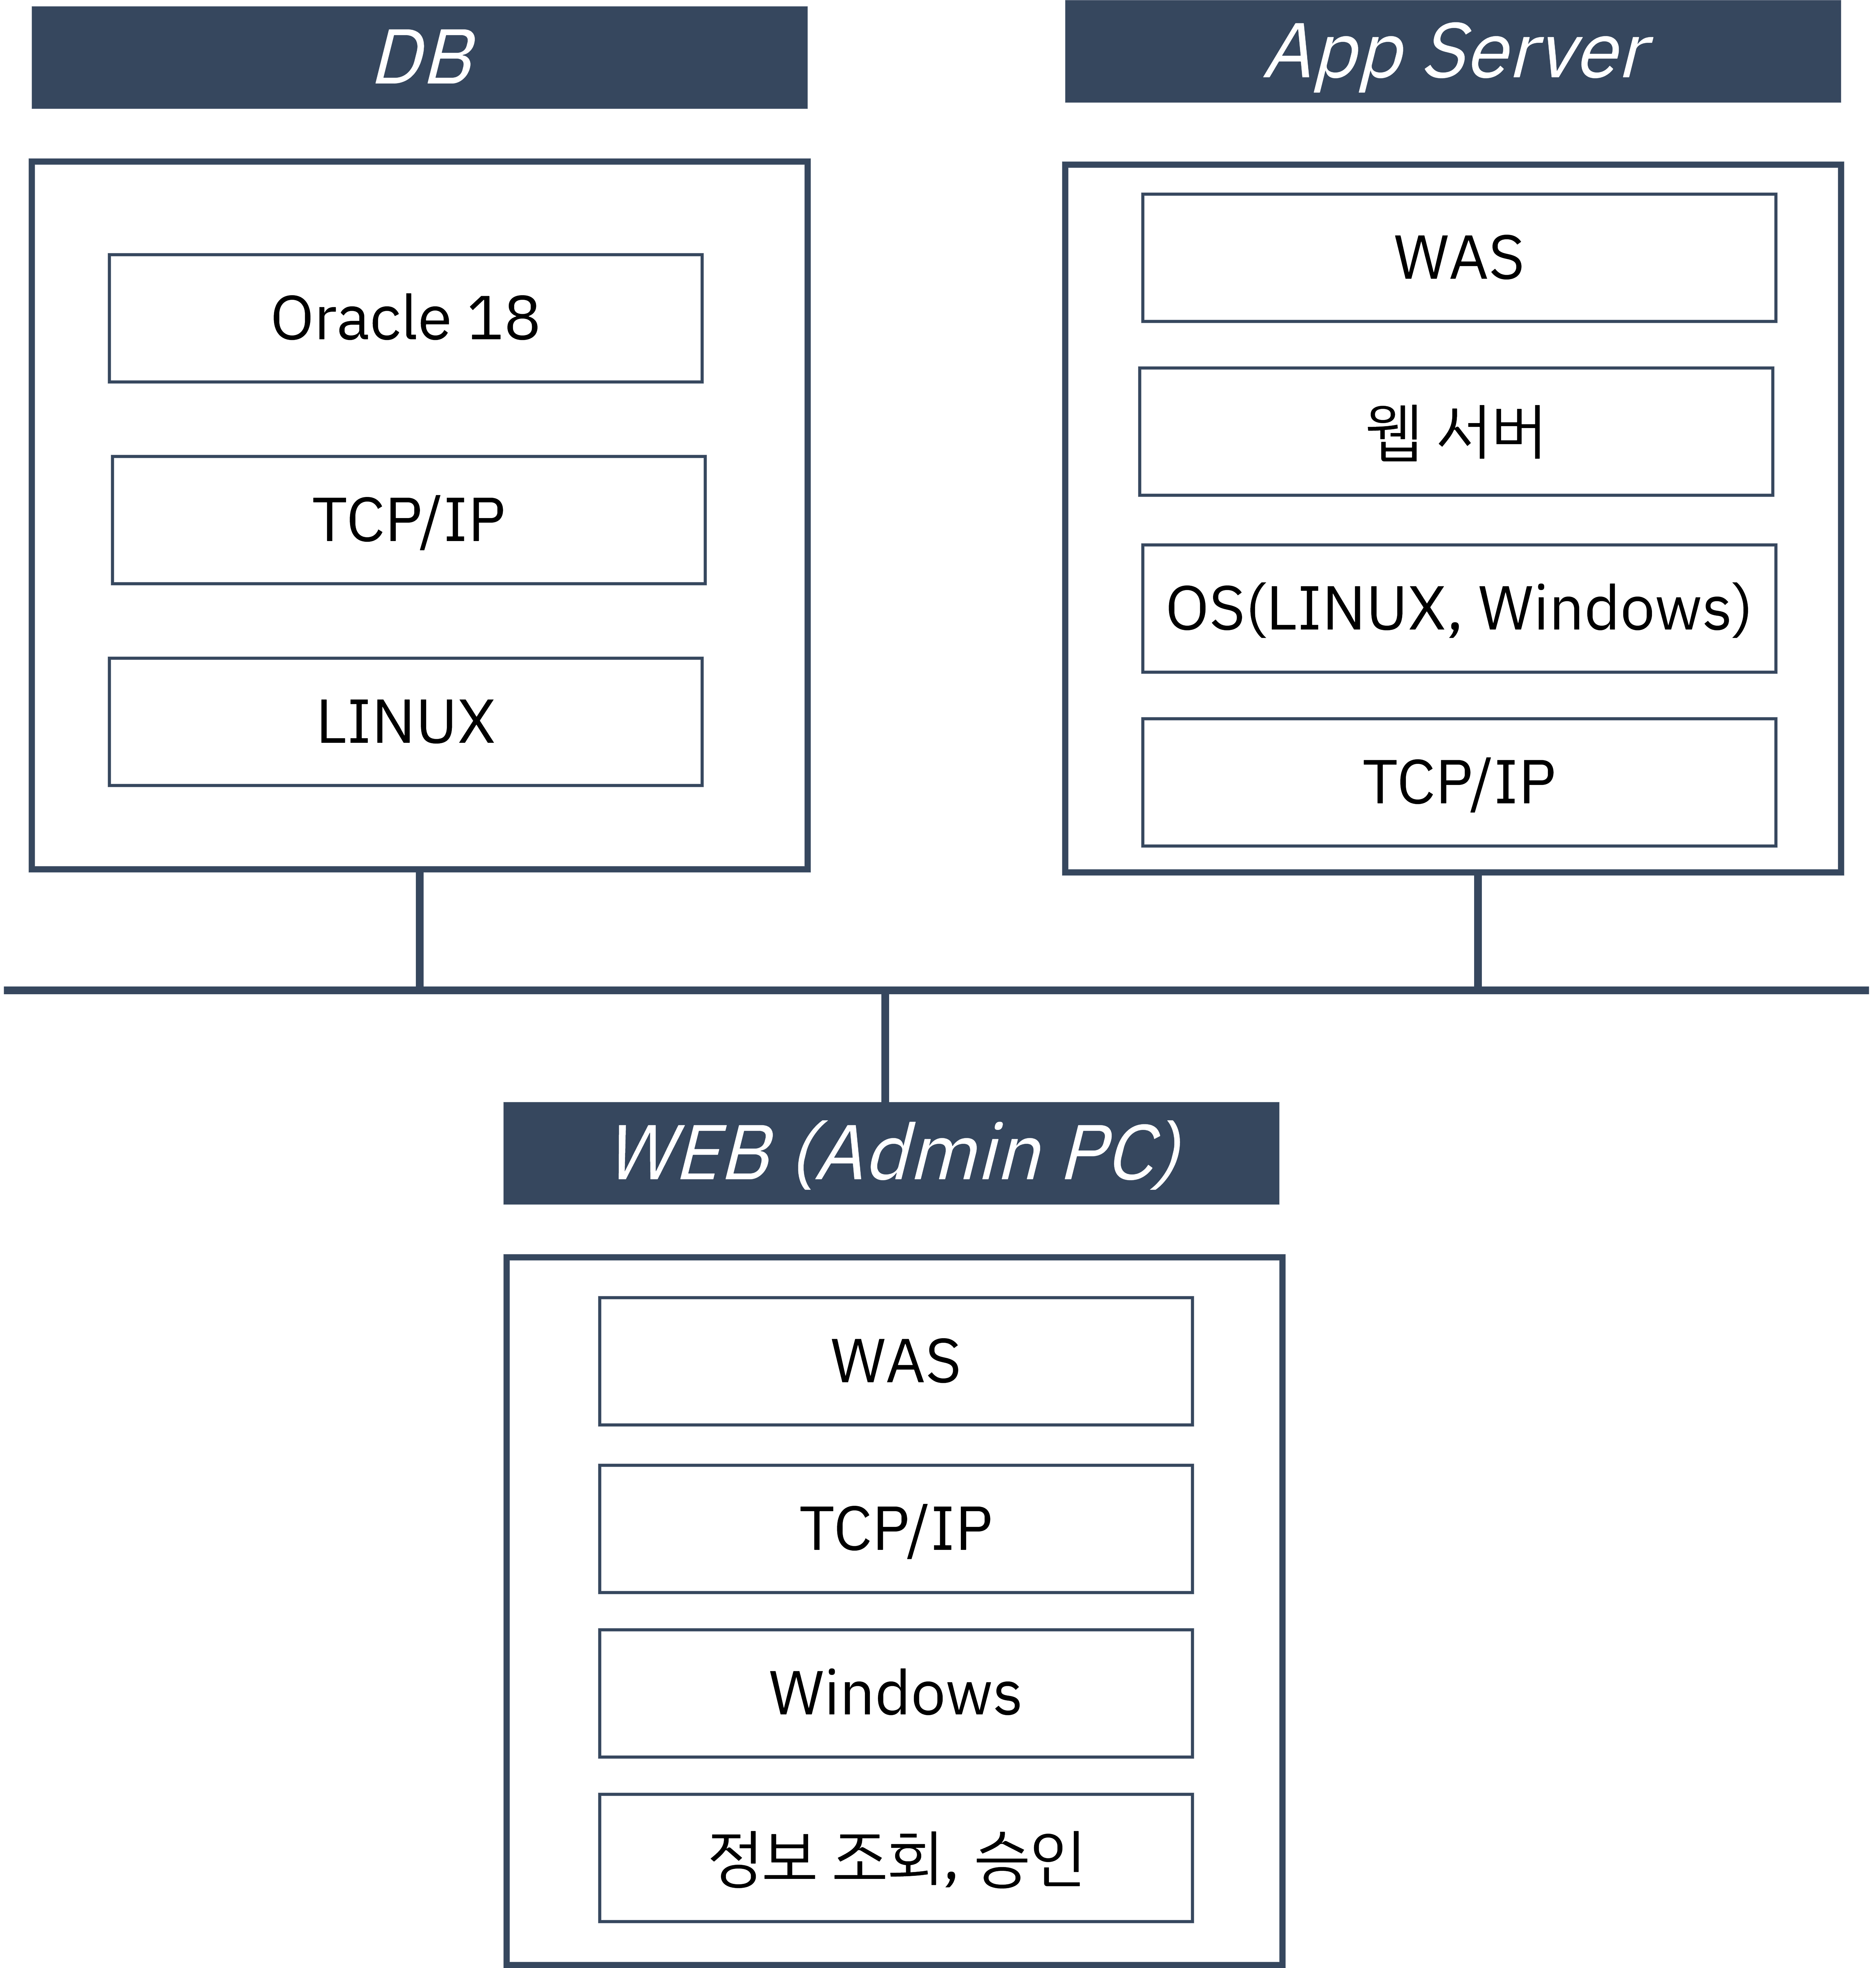 DB
Oracle 18
TCP/IP
LINUX
App Server
WAS
웹 서버
OS(LINUX, Windows)
TCP/IP
WEB (Admin PC)
WAS
TCP/IP
Windows
정보 조회, 승인